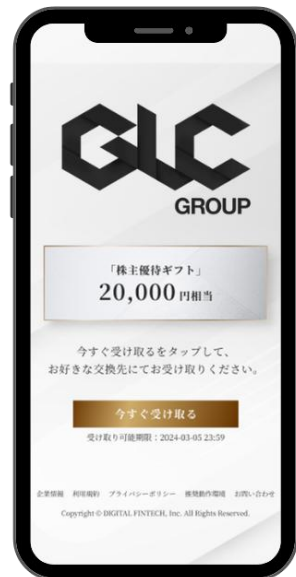 GLC
GROUP
「株主優待ギフト」
20,000円相当
今すぐ受け取るをタップして、
お好きな交換先にてお受け取りください。
今すぐ受け取る
受け取り可能期限：2024-03-05 23:59
企業情報 利用規約 プライバシーポリシー 推奨動作環境 お問い合わせ
Copyright © DIGITAL FINTECH, Inc. All Rights Reserved.